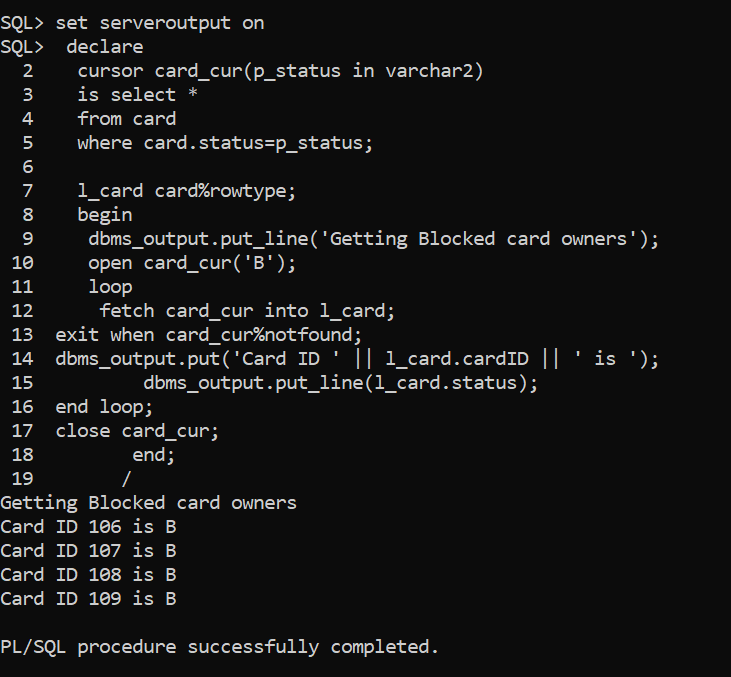 SQL> set serveroutput on
SQL>  declare
  2    cursor card_cur(p_status in varchar2)
  3    is select *
  4    from card
  5    where card.status=p_status;
  6
  7    l_card card%rowtype;
  8    begin
  9     dbms_output.put_line('Getting Blocked card owners');
 10     open card_cur('B');
 11     loop
 12      fetch card_cur into l_card;
 13  exit when card_cur%notfound;
 14  dbms_output.put('Card ID ' || l_card.cardID || ' is ');
 15          dbms_output.put_line(l_card.status);
 16  end loop;
 17  close card_cur;
 18         end;
 19        /
Getting Blocked card owners
Card ID 106 is B
Card ID 107 is B
Card ID 108 is B
Card ID 109 is B

PL/SQL procedure successfully completed.